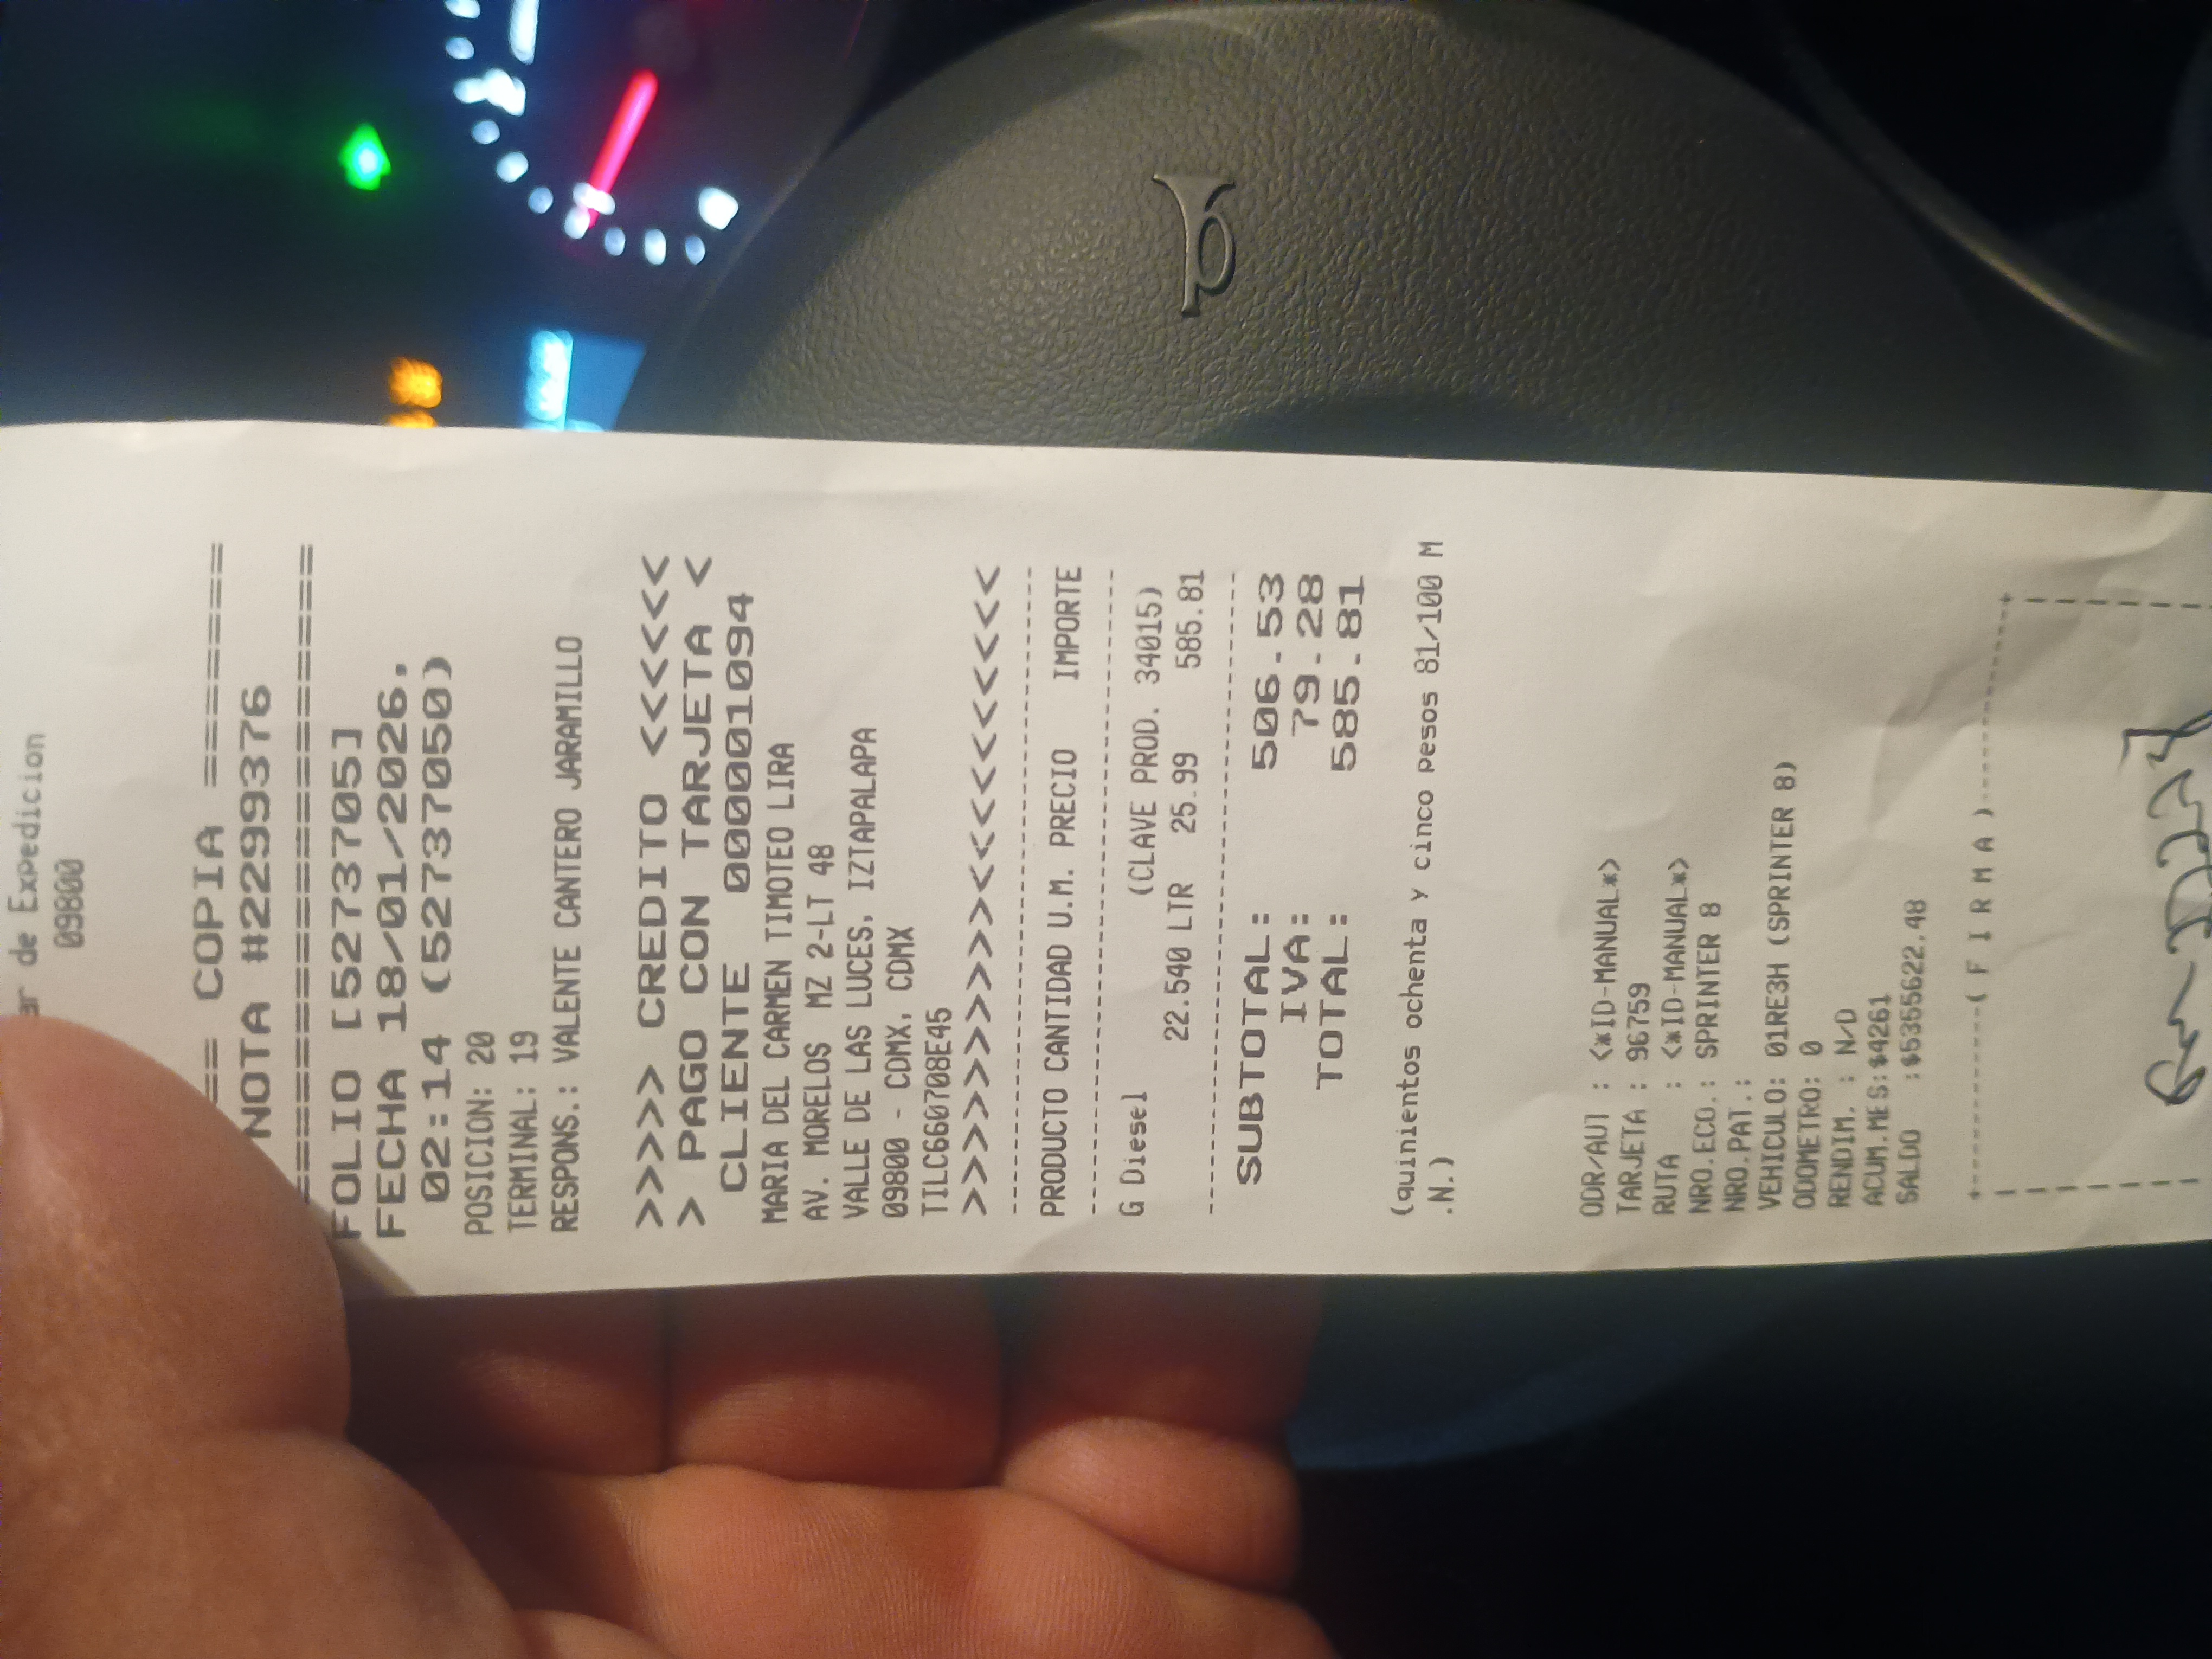 ar de Expedicion
09800
== COPIA =======
NOTA #2299376
=====================
FOLIO [5273705]
FECHA 18/01/2026,
02:14 (52737050)
POSICION: 20
TERMINAL: 19
RESPONS.: VALENTE CANTERO JARAMILLO
>>>>> CREDITO <<<<<<
> PAGO CON TARJETA <
CLIENTE 0000001094
MARIA DEL CARMEN TIMOTEO LIRA
AV. MORELOS MZ 2-LT 48
VALLE DE LAS LUCES, IZTAPALAPA
09800 - CDMX, CDMX
TILC660708E45
>>>>>>>>>><<<<<<<<<<
PRODUCTO CANTIDAD U.M. PRECIO IMPORTE
G Diesel (CLAVE PROD. 34015)
22.540 LTR 25.99 585.81
SUBTOTAL: 506.53
IVA: 79.28
TOTAL: 585.81
(quinientos ochenta y cinco pesos 81/100 M
.N.)
ODR/AUT : <*ID-MANUAL*>
TARJETA : 96759
RUTA : <*ID-MANUAL*>
NRO.ECO.: SPRINTER 8
NRO.PAT.:
VEHICULO: 01RE3H (SPRINTER 8)
ODOMETRO: 0
RENDIM. : N/D
ACUM.MES:$4261
SALDO :$5355622.48
+--------( F I R M A )--------+